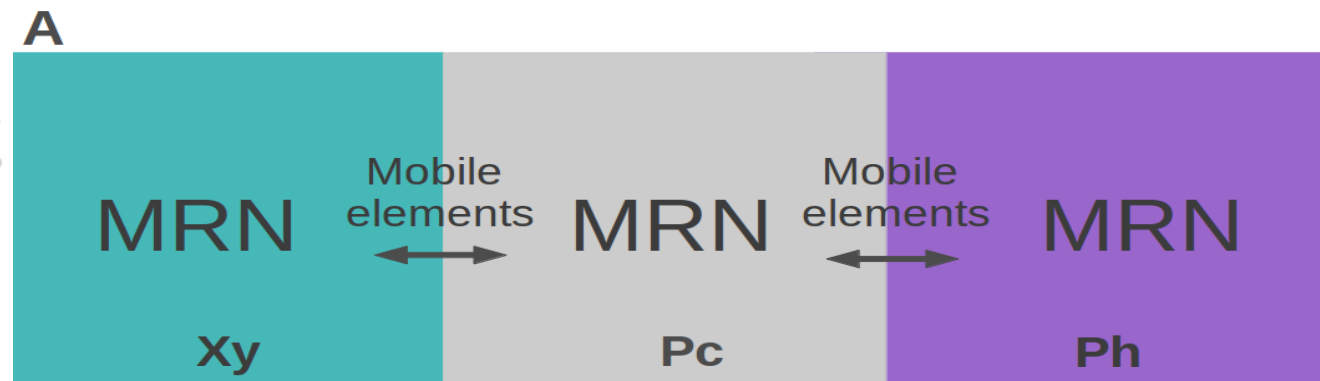 A
Mobile
elements
Mobile
elements
MRN
MRN
MRN
Xy
Pc
Ph